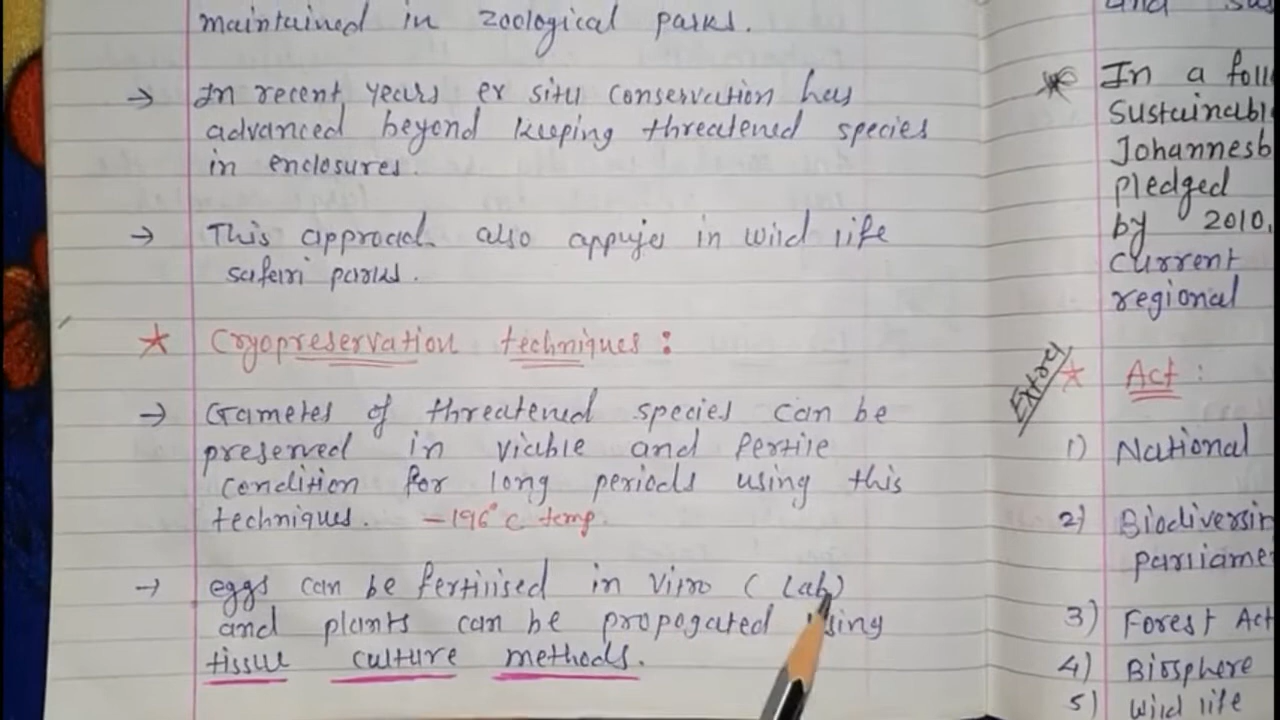 maintained in zoological parks.
→ In recent years ex situ conservation has
advanced beyond keeping threatened species
in enclosures.
→ This approach also applies in wild life
safari parks.
* Cryopreservation techniques :
→ Gametes of threatened species can be
preserved in viable and fertile
condition for long periods using this
techniques. -196°c temp.
→ eggs can be fertilised in vitro (Lab)
and plants can be propogated using
tissue culture methods.
and
* In a foll
Sustainabl
Johannesb
pledged
by 2010.
current
regional
Extra
* Act :
1) National
2) Biodiversi
parliame
3) Forest Act
4) Biosphere
5) Wild life